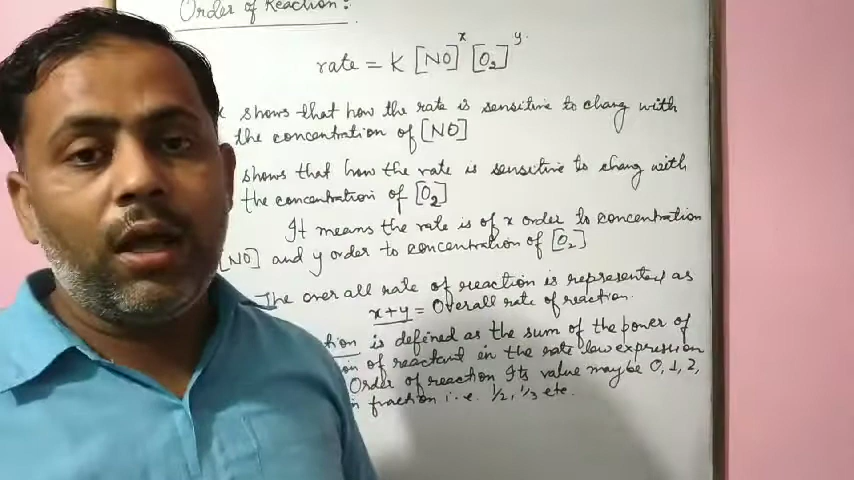 Order of Reaction:
rate = K [NO]^x [O₂]^y
x shows that how the rate is sensitive to chang with
the concentration of [NO]
shows that how the rate is sensitive to chang with
the concentration of [O₂]
It means the rate is of x order to concentration
[NO] and y order to concentration of [O₂]
The over all rate of reaction is represented as
x+y = Overall rate of reaction.
is defined as the sum of the power of
of reactant in the rate law expression
Order of reaction Its value may be 0, 1, 2,
fraction i.e. 1/2, 1/3 etc.